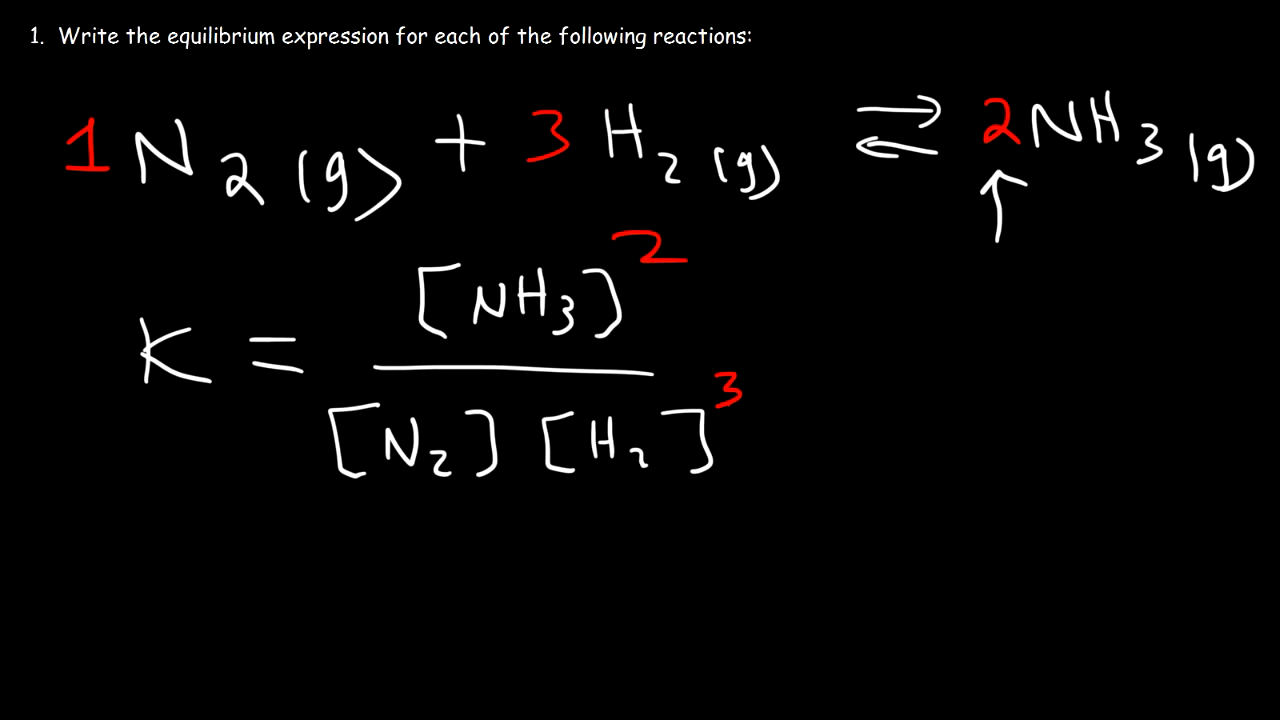 1. Write the equilibrium expression for each of the following reactions:
1N₂(g) + 3H₂(g) ⇌ 2NH₃(g)
K = [NH₃]² / [N₂][H₂]³